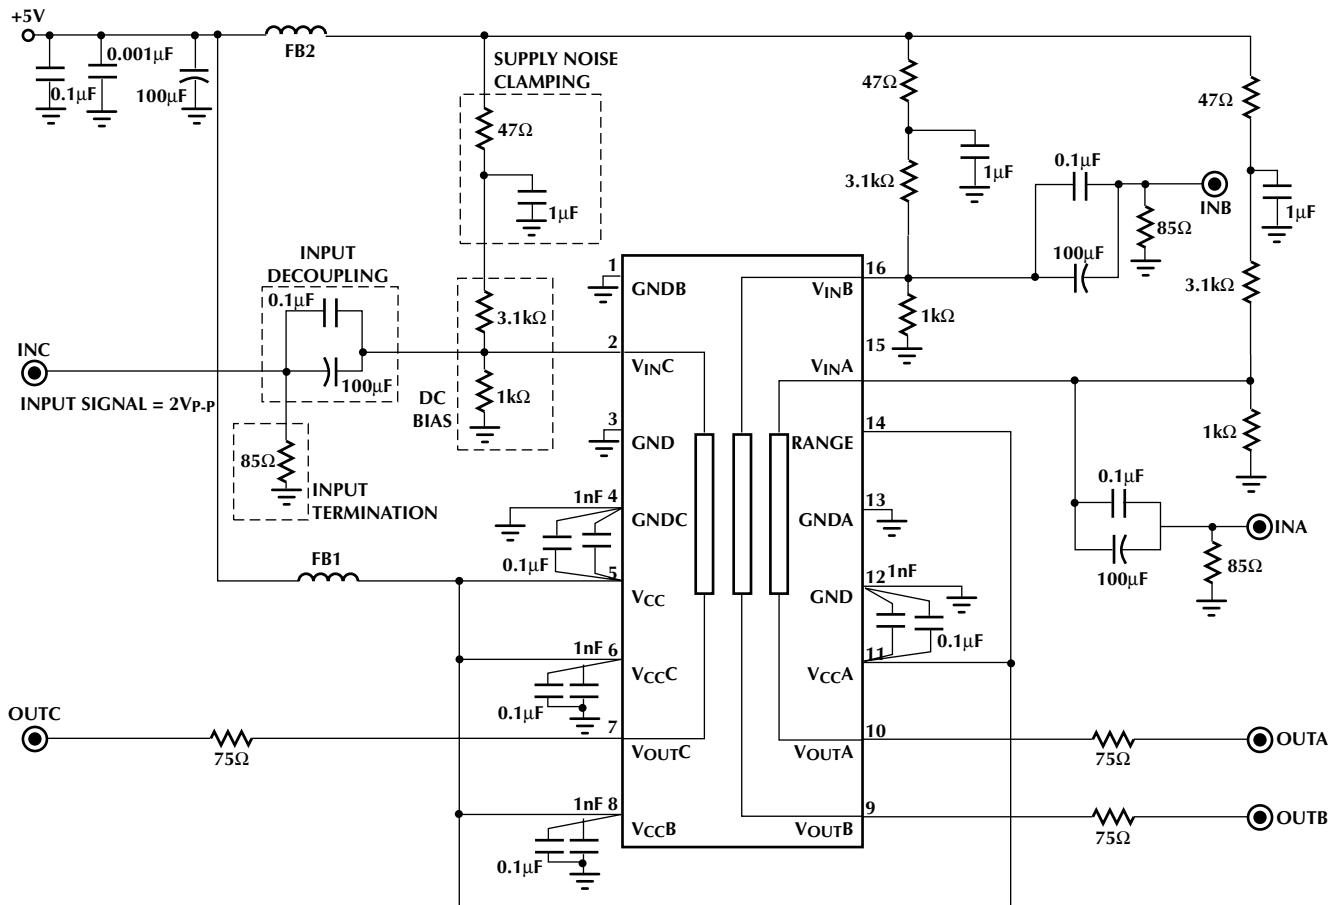 +5V
0.001μF
0.1μF
100μF
FB2
SUPPLY NOISE
CLAMPING
47Ω
1μF
47Ω
3.1kΩ
1μF
0.1μF
INB
85Ω
100μF
47Ω
1μF
3.1kΩ
INPUT
DECOUPLING
0.1μF
100μF
3.1kΩ
1kΩ
DC
BIAS
INC
INPUT SIGNAL = 2VP-P
85Ω
INPUT
TERMINATION
1
GNDB
2
VINC
3
GND
1nF 4
GNDC
0.1μF
5
VCC
FB1
1nF 6
VCCC
0.1μF
7
VOUTC
OUTC
75Ω
1nF 8
VCCB
0.1μF
16
VINB
1kΩ
15
VINA
14
RANGE
1kΩ
13
GNDA
0.1μF
100μF
INA
85Ω
12 1nF
GND
0.1μF
11
VCCA
10
VOUTA
75Ω
OUTA
9
VOUTB
75Ω
OUTB